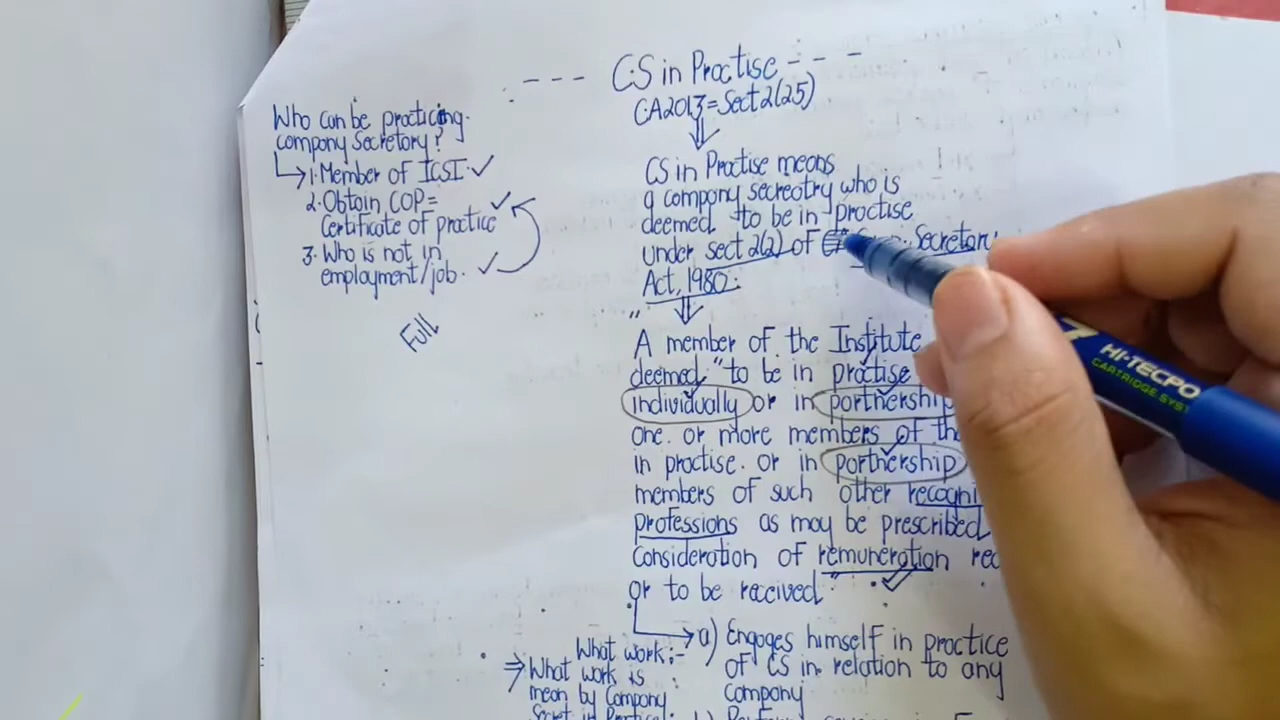 --- C.S in Practise ---
C.A 2013 = Sect 2(25)
CS in Practise means
a company secreotry who is
deemed to be in practise
under sect 2(2) of Secretary
Act, 1980.
"
A member of the Institute
deemed "to be in practise
individually or in partnership
one or more members of the
in practise or in partnership
members of such other recogni
professions as may be prescribed
Consideration of remuneration rec
or to be received"
a) Engages himself in practice
of CS in relation to any
company
Who can be practicing
company Secretory?
1. Member of ICSI.
2. Obtain COP =
Certificate of practice
3. Who is not in
employment/job.
Full
What work:-
What work is
mean by Company
HI-TECPO
CARTRIDGE SYS